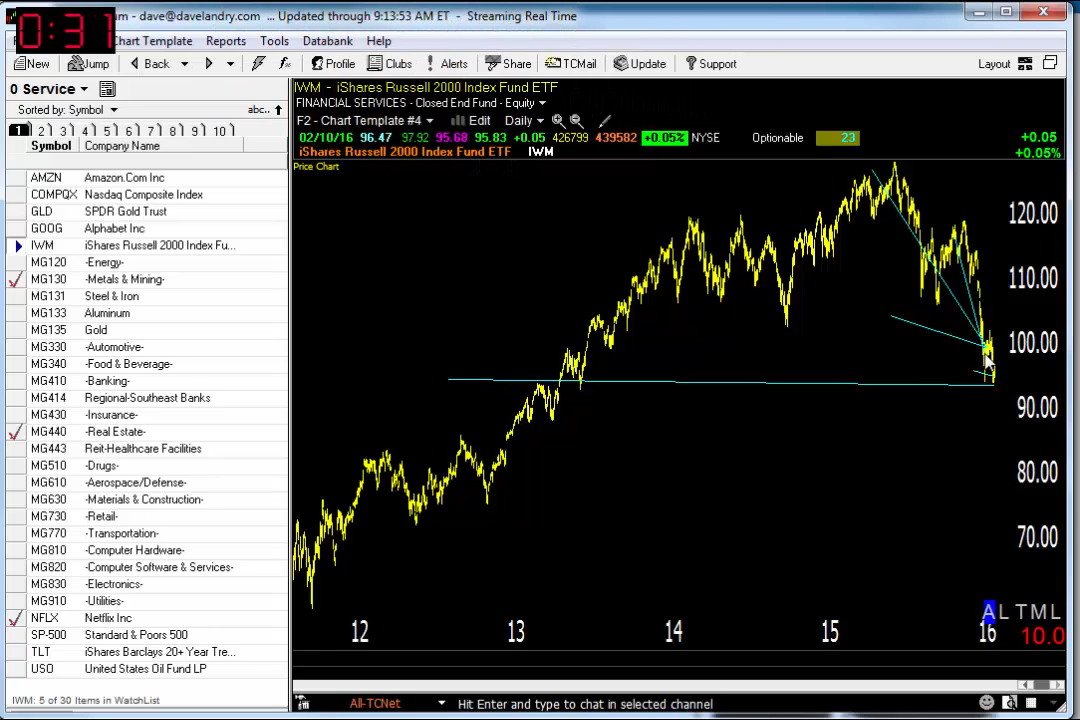 um - dave@davelandry.com ... Updated through 9:13:53 AM ET - Streaming Real Time
0:31
Chart Template Reports Tools Databank Help
New Jump Back Profile Clubs Alerts Share TCMail Update Support Layout
0 Service
Sorted by: Symbol abc..
1 2 3 4 5 6 7 8 9 10
Symbol Company Name
AMZN Amazon.Com Inc
COMPQX Nasdaq Composite Index
GLD SPDR Gold Trust
GOOG Alphabet Inc
IWM iShares Russell 2000 Index Fu...
MG120 -Energy-
MG130 -Metals & Mining-
MG131 Steel & Iron
MG133 Aluminum
MG135 Gold
MG330 -Automotive-
MG340 -Food & Beverage-
MG410 -Banking-
MG414 Regional-Southeast Banks
MG430 -Insurance-
MG440 -Real Estate-
MG443 Reit-Healthcare Facilities
MG510 -Drugs-
MG610 -Aerospace/Defense-
MG630 -Materials & Construction-
MG730 -Retail-
MG770 -Transportation-
MG810 -Computer Hardware-
MG820 -Computer Software & Services-
MG830 -Electronics-
MG910 -Utilities-
NFLX Netflix Inc
SP-500 Standard & Poors 500
TLT iShares Barclays 20+ Year Tre...
USO United States Oil Fund LP
IWM: 5 of 30 Items in WatchList
IWM - iShares Russell 2000 Index Fund ETF
FINANCIAL SERVICES - Closed End Fund - Equity
F2 - Chart Template #4 Edit Daily
02/10/16 96.47 97.92 95.68 95.83 +0.05 426799 439582 +0.05% NYSE Optionable 23 +0.05
iShares Russell 2000 Index Fund ETF IWM +0.05%
Price Chart
120.00
110.00
100.00
90.00
80.00
70.00
A L T M L
12 13 14 15 16 10.0
All-TCNet Hit Enter and type to chat in selected channel